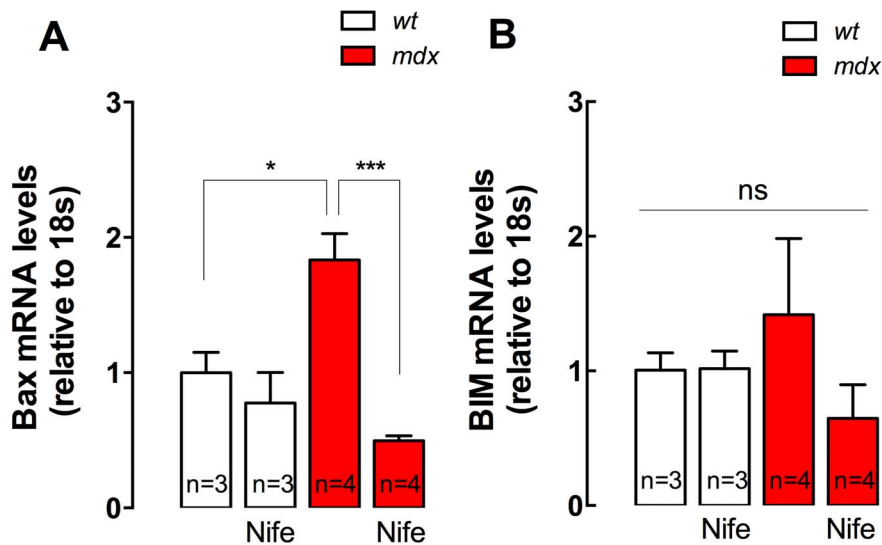 A
wt
mdx
Bax mRNA levels
(relative to 18s)
3
2
1
0
*
***
n=3
n=3
n=4
n=4
Nife
Nife
B
wt
mdx
BIM mRNA levels
(relative to 18s)
3
2
1
0
ns
n=3
n=3
n=4
n=4
Nife
Nife